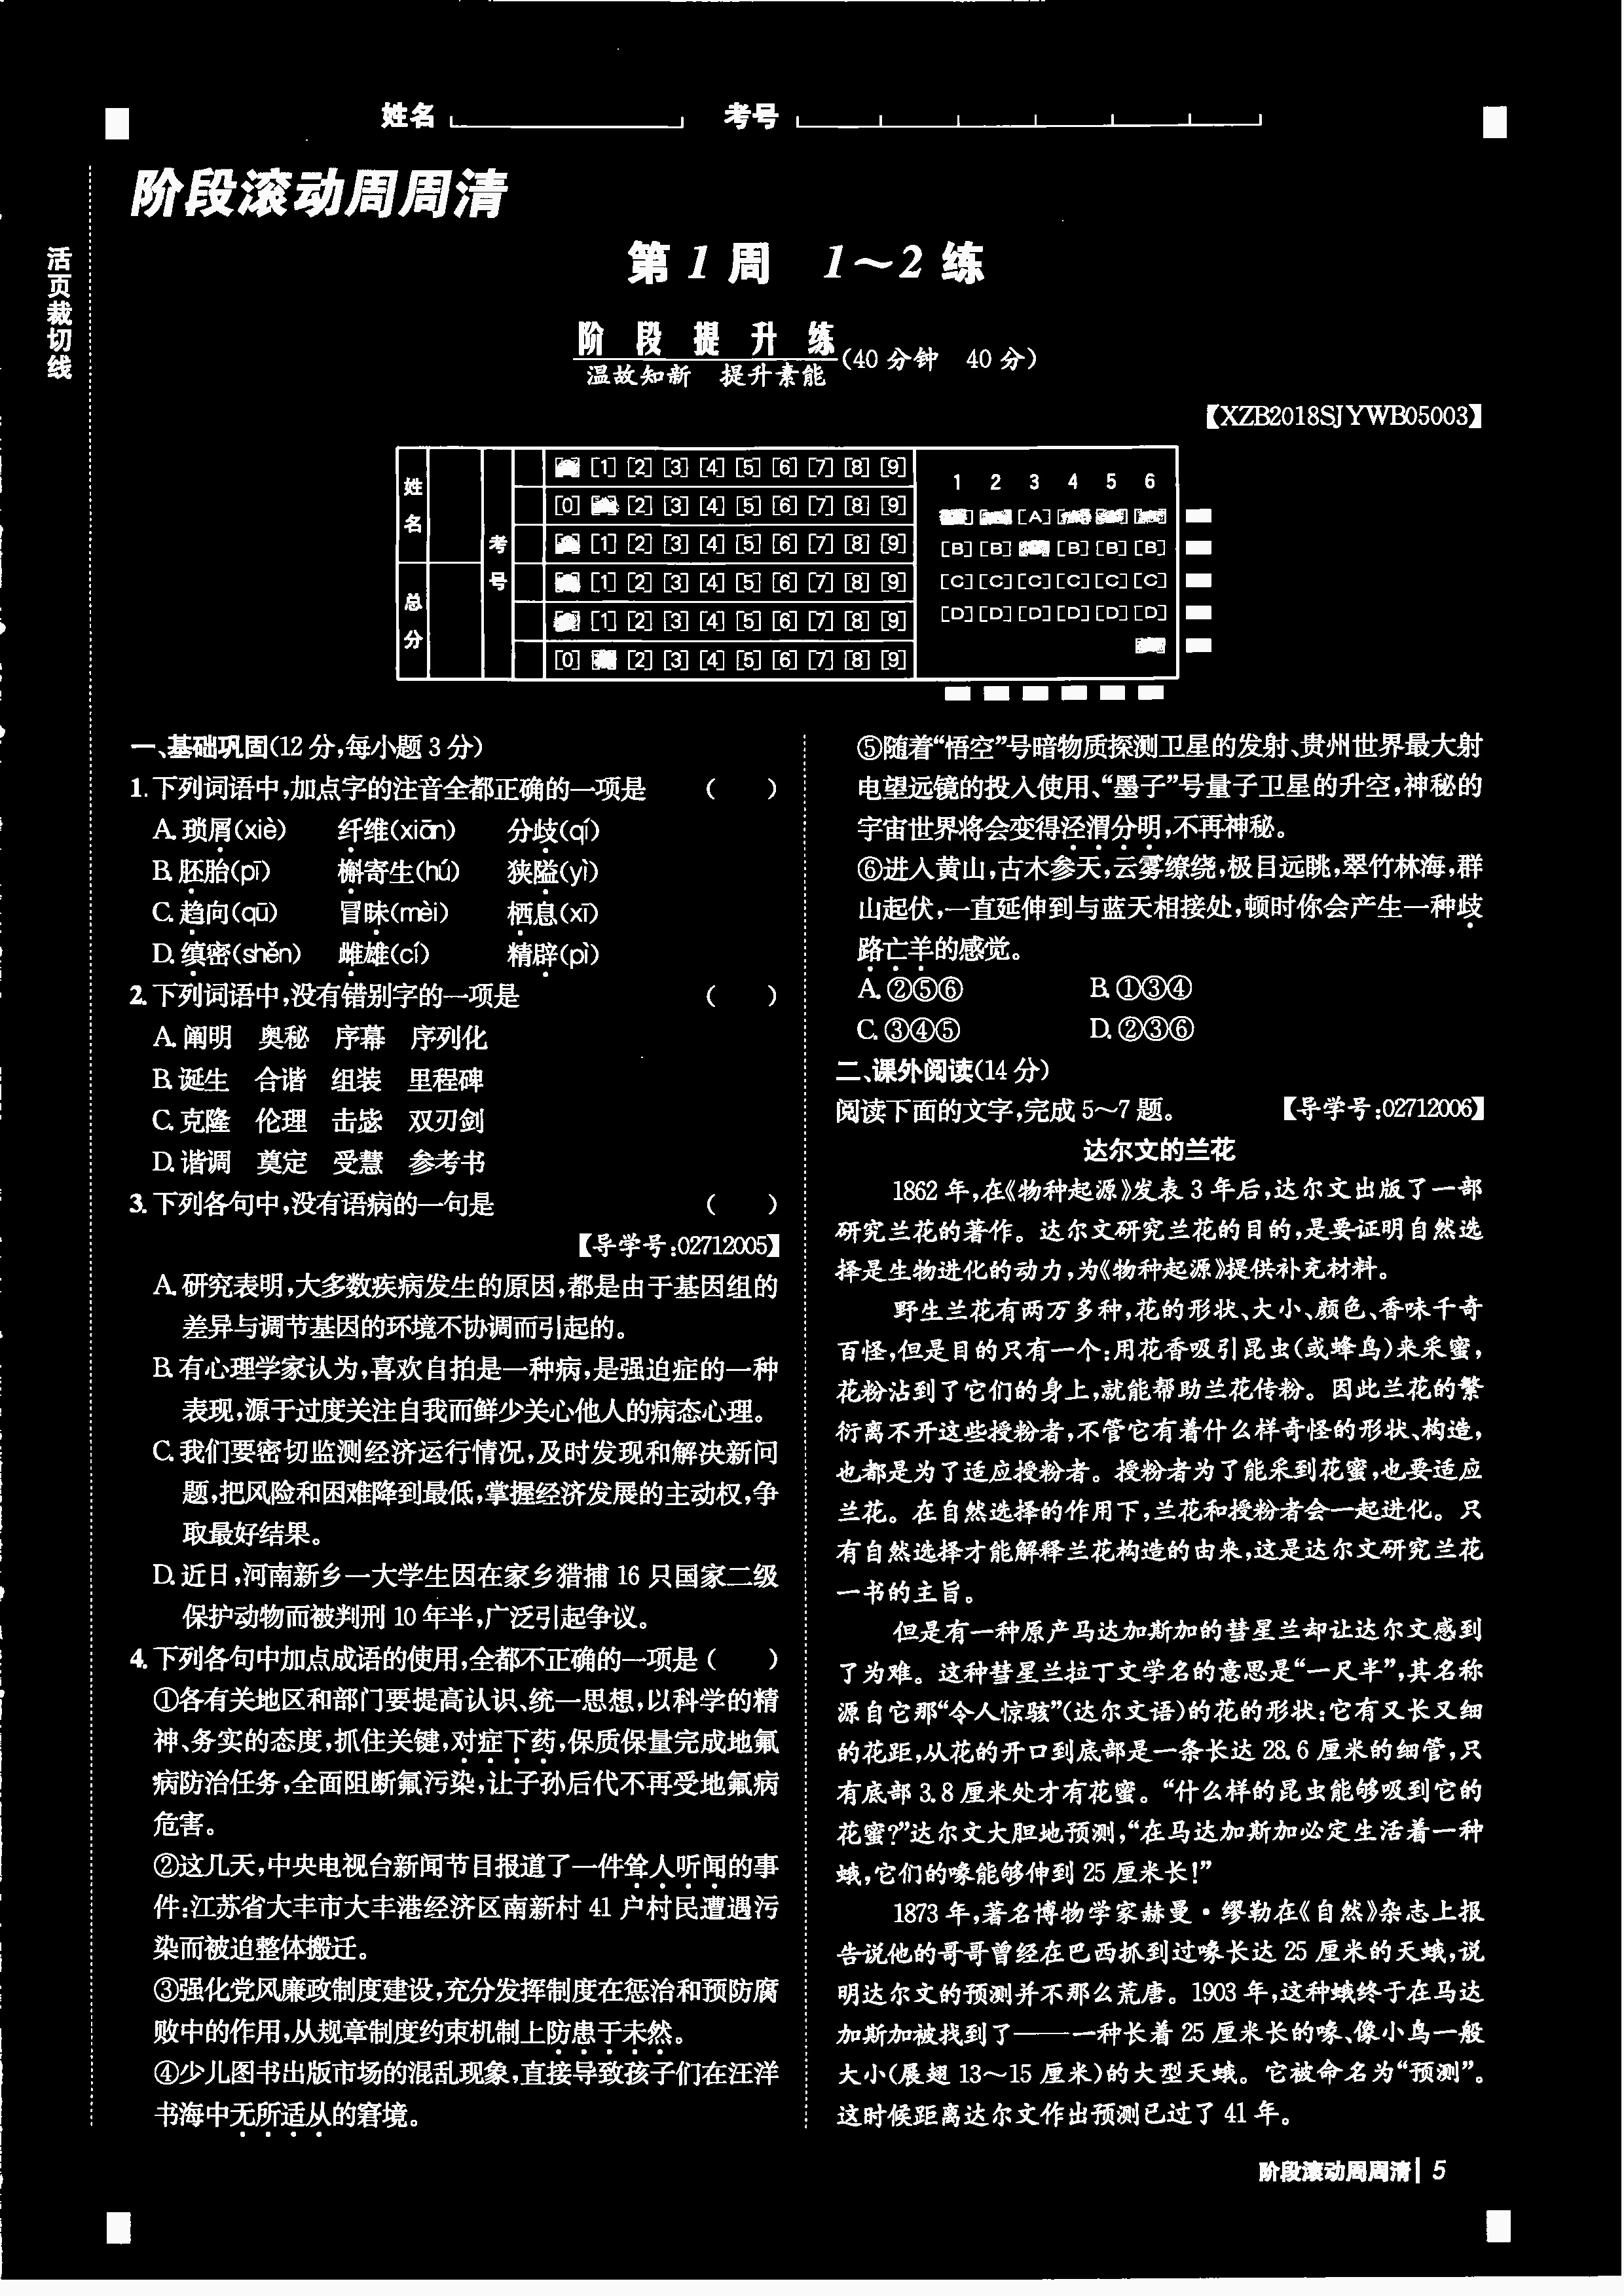 姓名 考号
阶段滚动周周清
活页裁切线
第1周 1～2练
阶段提升练(40分钟 40分)
温故知新 提升素能
【XZB2018SJYWB05003】
姓名
总分
考号
[1] [2] [3] [4] [5] [6] [7] [8] [9]
[0] [2] [3] [4] [5] [6] [7] [8] [9]
[1] [2] [3] [4] [5] [6] [7] [8] [9]
[1] [2] [3] [4] [5] [6] [7] [8] [9]
[1] [2] [3] [4] [5] [6] [7] [8] [9]
[0] [2] [3] [4] [5] [6] [7] [8] [9]
1 2 3 4 5 6
[A]
[B] [B] [B] [B] [B]
[C] [C] [C] [C] [C] [C]
[D] [D] [D] [D] [D] [D]
一、基础巩固(12分,每小题3分)
1.下列词语中,加点字的注音全都正确的一项是 ( )
A.琐屑(xiè) 纤维(xiān) 分歧(qí)
B.胚胎(pī) 槲寄生(hú) 狭隘(yì)
C.趋向(qū) 冒昧(mèi) 栖息(xī)
D.缜密(shěn) 雌雄(cí) 精辟(pì)
2.下列词语中,没有错别字的一项是 ( )
A.阐明 奥秘 序幕 序列化
B.诞生 合谐 组装 里程碑
C.克隆 伦理 击毖 双刃剑
D.谐调 奠定 受慧 参考书
3.下列各句中,没有语病的一句是 ( )
【导学号:02712005】
A.研究表明,大多数疾病发生的原因,都是由于基因组的
差异与调节基因的环境不协调而引起的。
B.有心理学家认为,喜欢自拍是一种病,是强迫症的一种
表现,源于过度关注自我而鲜少关心他人的病态心理。
C.我们要密切监测经济运行情况,及时发现和解决新问
题,把风险和困难降到最低,掌握经济发展的主动权,争
取最好结果。
D.近日,河南新乡一大学生因在家乡猎捕16只国家二级
保护动物而被判刑10年半,广泛引起争议。
4.下列各句中加点成语的使用,全都不正确的一项是( )
①各有关地区和部门要提高认识、统一思想,以科学的精
神、务实的态度,抓住关键,对症下药,保质保量完成地氟
病防治任务,全面阻断氟污染,让子孙后代不再受地氟病
危害。
②这几天,中央电视台新闻节目报道了一件耸人听闻的事
件:江苏省大丰市大丰港经济区南新村41户村民遭遇污
染而被迫整体搬迁。
③强化党风廉政制度建设,充分发挥制度在惩治和预防腐
败中的作用,从规章制度约束机制上防患于未然。
④少儿图书出版市场的混乱现象,直接导致孩子们在汪洋
书海中无所适从的窘境。
⑤随着“悟空”号暗物质探测卫星的发射、贵州世界最大射
电望远镜的投入使用、“墨子”号量子卫星的升空,神秘的
宇宙世界将会变得泾渭分明,不再神秘。
⑥进入黄山,古木参天,云雾缭绕,极目远眺,翠竹林海,群
山起伏,一直延伸到与蓝天相接处,顿时你会产生一种歧
路亡羊的感觉。
A.②⑤⑥ B.①③④
C.③④⑤ D.②③⑥
二、课外阅读(14分)
阅读下面的文字,完成5～7题。 【导学号:02712006】
达尔文的兰花
1862年,在《物种起源》发表3年后,达尔文出版了一部
研究兰花的著作。达尔文研究兰花的目的,是要证明自然选
择是生物进化的动力,为《物种起源》提供补充材料。
野生兰花有两万多种,花的形状、大小、颜色、香味千奇
百怪,但是目的只有一个:用花香吸引昆虫(或蜂鸟)来采蜜,
花粉沾到了它们的身上,就能帮助兰花传粉。因此兰花的繁
衍离不开这些授粉者,不管它有着什么样奇怪的形状、构造,
也都是为了适应授粉者。授粉者为了能采到花蜜,也要适应
兰花。在自然选择的作用下,兰花和授粉者会一起进化。只
有自然选择才能解释兰花构造的由来,这是达尔文研究兰花
一书的主旨。
但是有一种原产马达加斯加的彗星兰却让达尔文感到
了为难。这种彗星兰拉丁文学名的意思是“一尺半”,其名称
源自它那“令人惊骇”(达尔文语)的花的形状:它有又长又细
的花距,从花的开口到底部是一条长达28.6厘米的细管,只
有底部3.8厘米处才有花蜜。“什么样的昆虫能够吸到它的
花蜜?”达尔文大胆地预测,“在马达加斯加必定生活着一种
蛾,它们的喙能够伸到25厘米长!”
1873年,著名博物学家赫曼·缪勒在《自然》杂志上报
告说他的哥哥曾经在巴西抓到过喙长达25厘米的天蛾,说
明达尔文的预测并不那么荒唐。1903年,这种蛾终于在马达
加斯加被找到了——一种长着25厘米长的喙、像小鸟一般
大小(展翅13～15厘米)的大型天蛾。它被命名为“预测”。
这时候距离达尔文作出预测已过了41年。
阶段滚动周周清 5